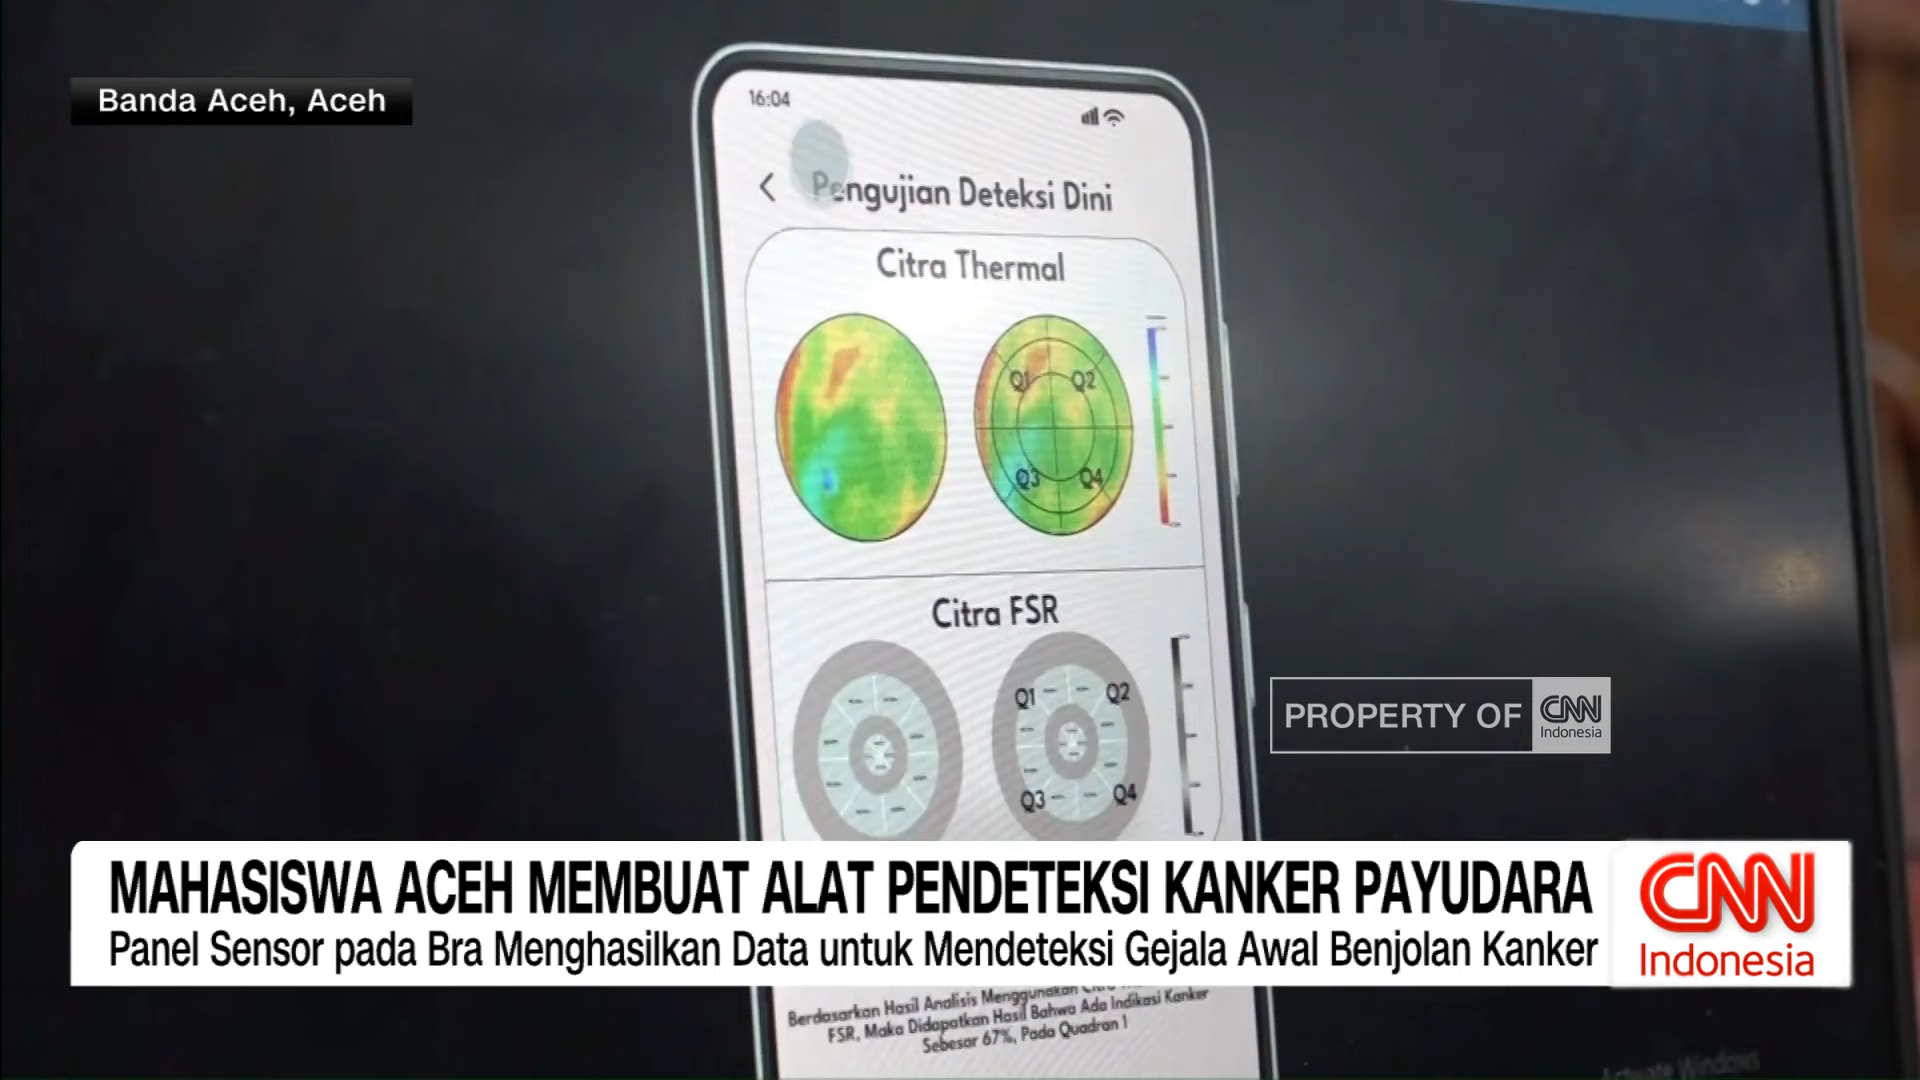 Banda Aceh, Aceh
16:04
Pengujian Deteksi Dini
Citra Thermal
Q1 Q2
Q3 Q4
Citra FSR
Q1 Q2
Q3 Q4
PROPERTY OF CNN Indonesia
MAHASISWA ACEH MEMBUAT ALAT PENDETEKSI KANKER PAYUDARA
Panel Sensor pada Bra Menghasilkan Data untuk Mendeteksi Gejala Awal Benjolan Kanker
CNN Indonesia
Berdasarkan Hasil Analisis Menggunakan Citra
FSR, Maka Didapatkan Hasil Bahwa Ada Indikasi Kanker
Sebesar 67%, Pada Quadran 1
Activate Windows